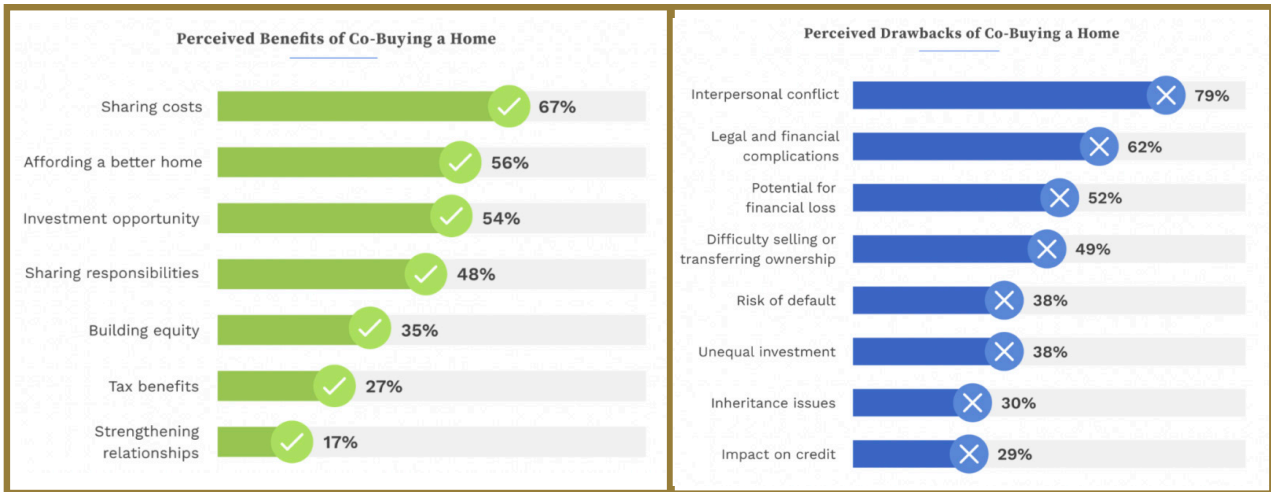 Perceived Benefits of Co-Buying a Home
Sharing costs 67%
Affording a better home 56%
Investment opportunity 54%
Sharing responsibilities 48%
Building equity 35%
Tax benefits 27%
Strengthening
relationships 17%
Perceived Drawbacks of Co-Buying a Home
Interpersonal conflict 79%
Legal and financial
complications 62%
Potential for
financial loss 52%
Difficulty selling or
transferring ownership 49%
Risk of default 38%
Unequal investment 38%
Inheritance issues 30%
Impact on credit 29%